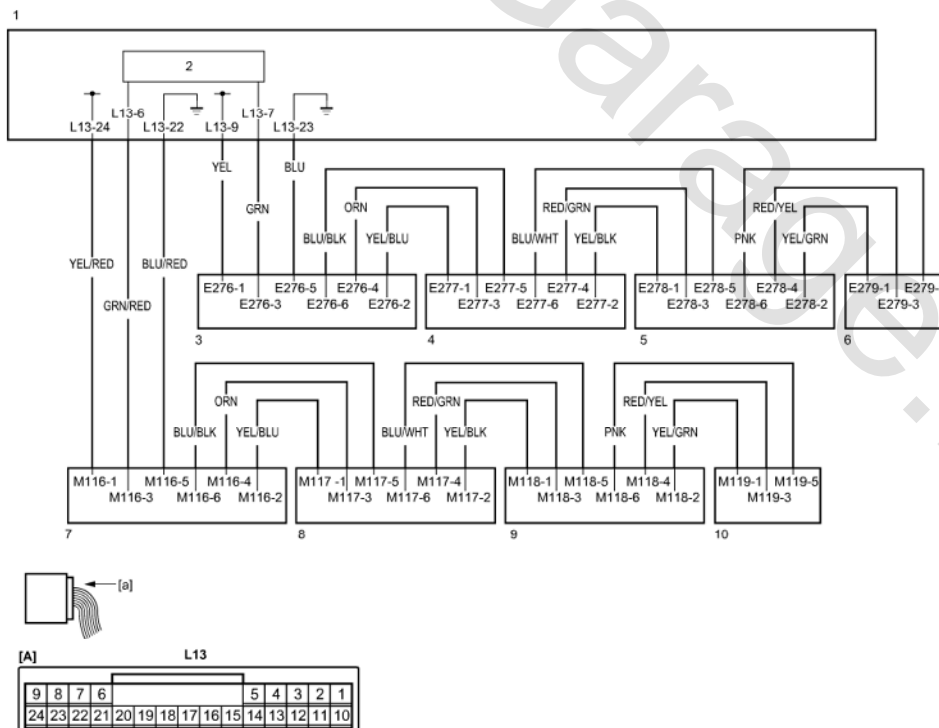 1
2
L13-6 L13-7
L13-24 L13-22 L13-9 L13-23
YEL BLU
GRN ORN RED/GRN RED/YEL
BLU/BLK YEL/BLU BLU/WHT YEL/BLK PNK YEL/GRN
YEL/RED BLU/RED
GRN/RED
E276-1 E276-5 E276-4 E277-1 E277-5 E277-4 E278-1 E278-5 E278-4 E279-1
E276-3 E276-6 E276-2 E277-3 E277-6 E277-2 E278-3 E278-6 E278-2 E279-3
3 4 5 6
ORN RED/GRN RED/YEL
BLU/BLK YEL/BLU BLU/WHT YEL/BLK PNK YEL/GRN
M116-1 M116-5 M116-4 M117 -1 M117-5 M117-4 M118-1 M118-5 M118-4 M119-1 M119-5
M116-3 M116-6 M116-2 M117-3 M117-6 M117-2 M118-3 M118-6 M118-2 M119-3
7 8 9 10
[a]
[A] L13
9 8 7 6 5 4 3 2 1
24 23 22 21 20 19 18 17 16 15 14 13 12 11 10
arage.